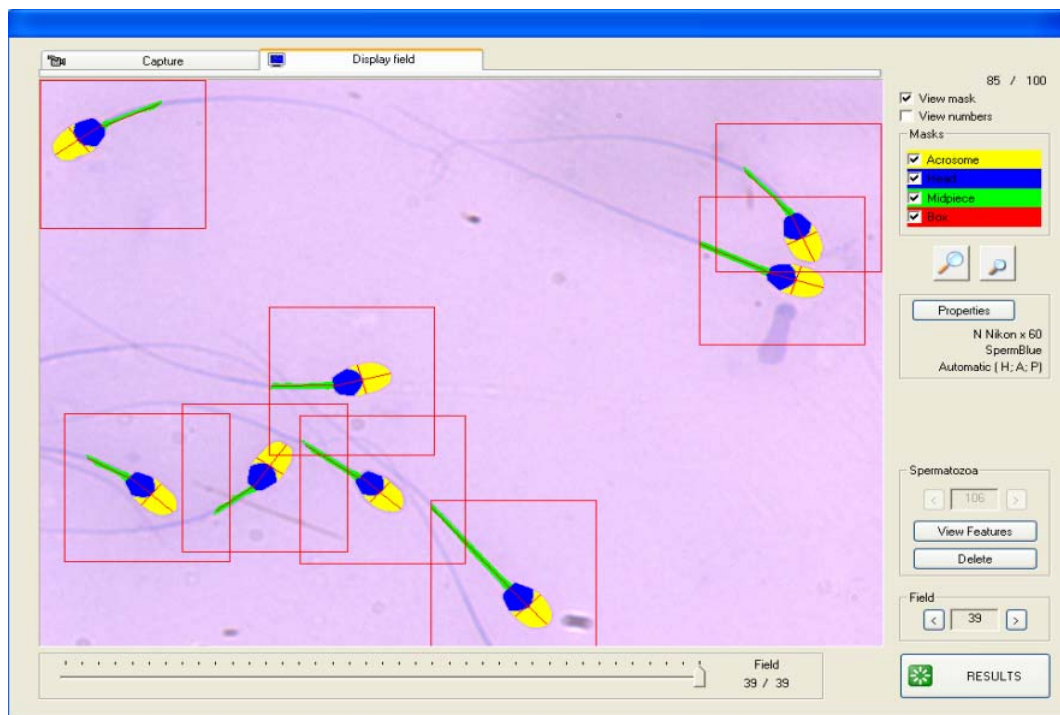 Capture
Display field
85 / 100
View mask
View numbers
Masks
Acrosome
Head
Midpiece
Box
Properties
N Nikon x 60
SpermBlue
Automatic ( H; A; P)
Spermatozoa
< 106 >
View Features
Delete
Field
< 39 >
Field
39 / 39
RESULTS